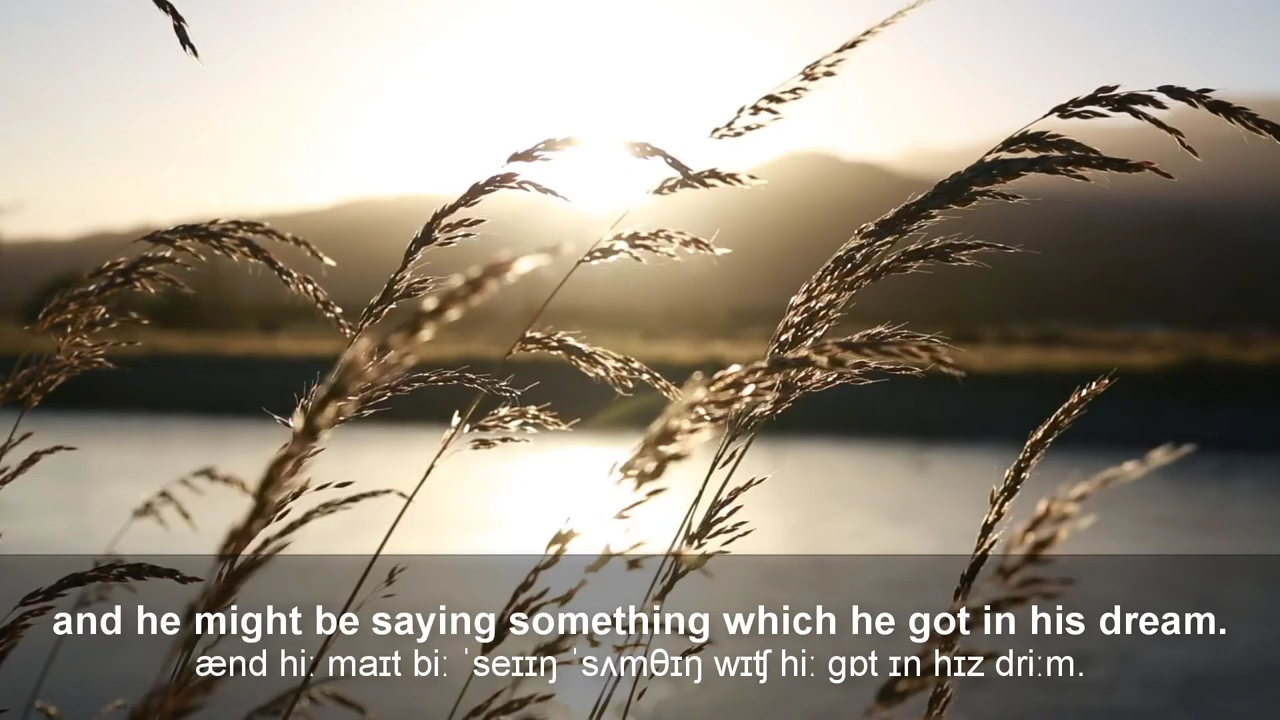 and he might be saying something which he got in his dream.
ænd hiː maɪt biː ˈseɪɪŋ ˈsʌmθɪŋ wɪʧ hiː gɒt ɪn hɪz driːm.